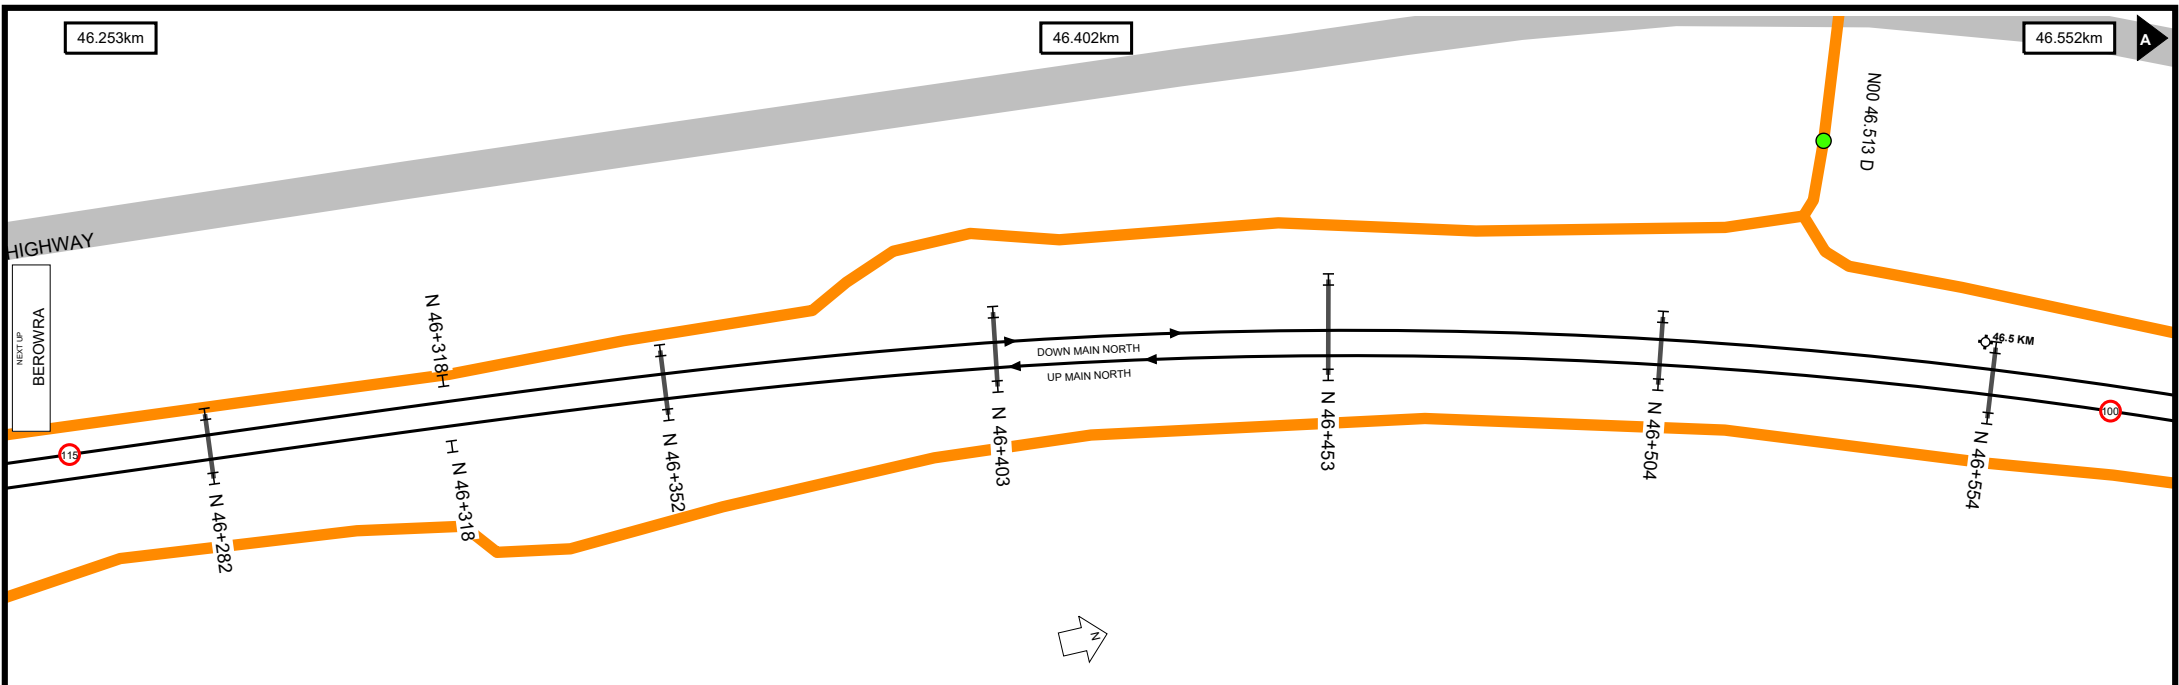 46.253km
46.402km
46.552km
A
N00 46.513 D
HIGHWAY
NEXT UP
BEROWRA
N 46+318
46.5 KM
DOWN MAIN NORTH
UP MAIN NORTH
115
100
N 46+282
N 46+318
N 46+352
N 46+403
N 46+453
N 46+504
N 46+554
N